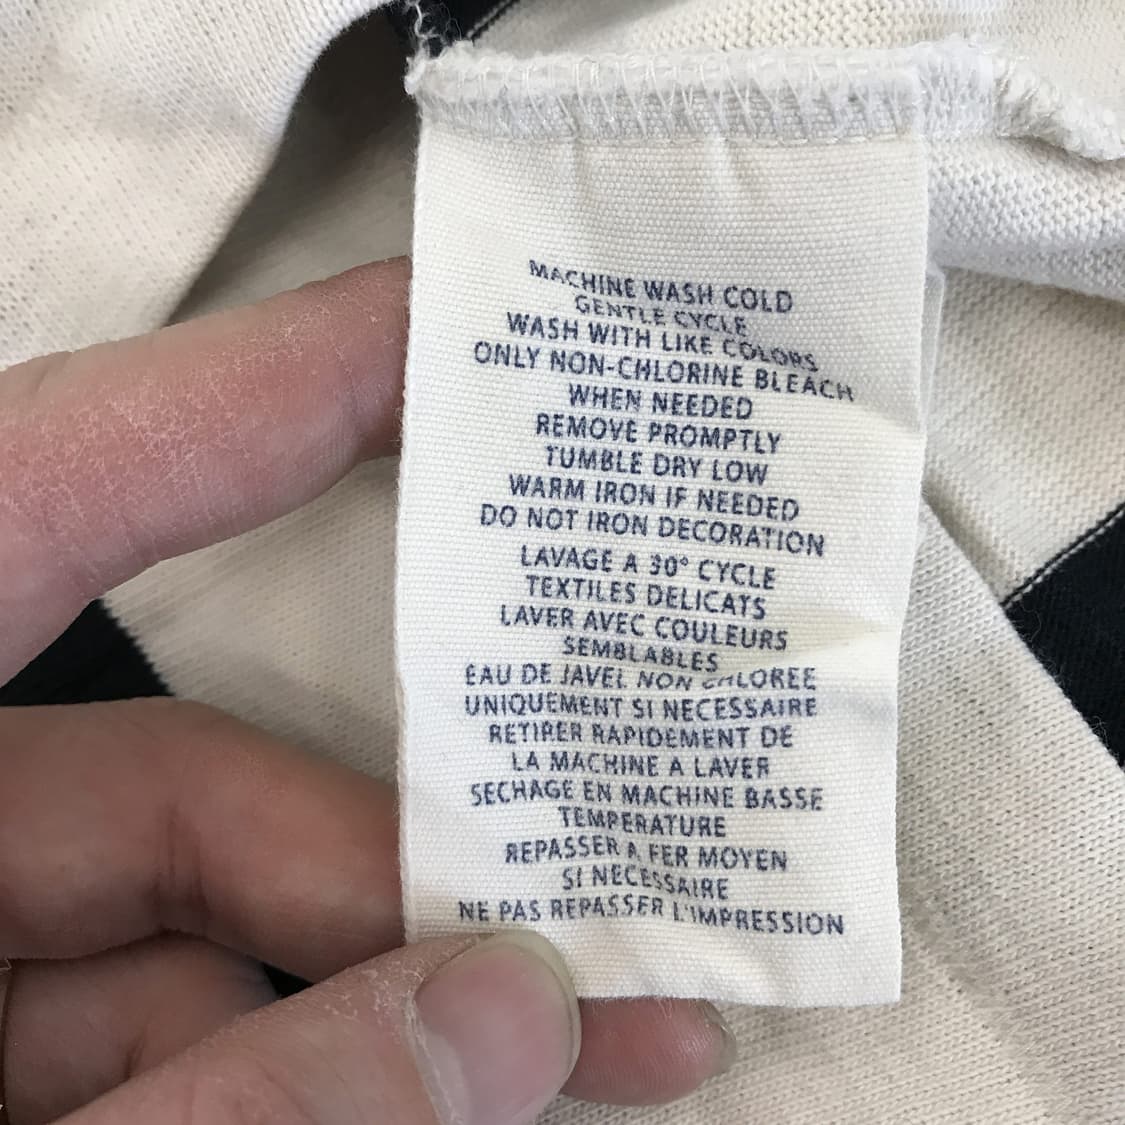 MACHINE WASH COLD
GENTLE CYCLE
WASH WITH LIKE COLORS
ONLY NON-CHLORINE BLEACH
WHEN NEEDED
REMOVE PROMPTLY
TUMBLE DRY LOW
WARM IRON IF NEEDED
DO NOT IRON DECORATION
LAVAGE A 30° CYCLE
TEXTILES DELICATS
LAVER AVEC COULEURS
SEMBLABLES
EAU DE JAVEL NON CHLOREE
UNIQUEMENT SI NECESSAIRE
RETIRER RAPIDEMENT DE
LA MACHINE A LAVER
SECHAGE EN MACHINE BASSE
TEMPERATURE
REPASSER A FER MOYEN
SI NECESSAIRE
NE PAS REPASSER L'IMPRESSION